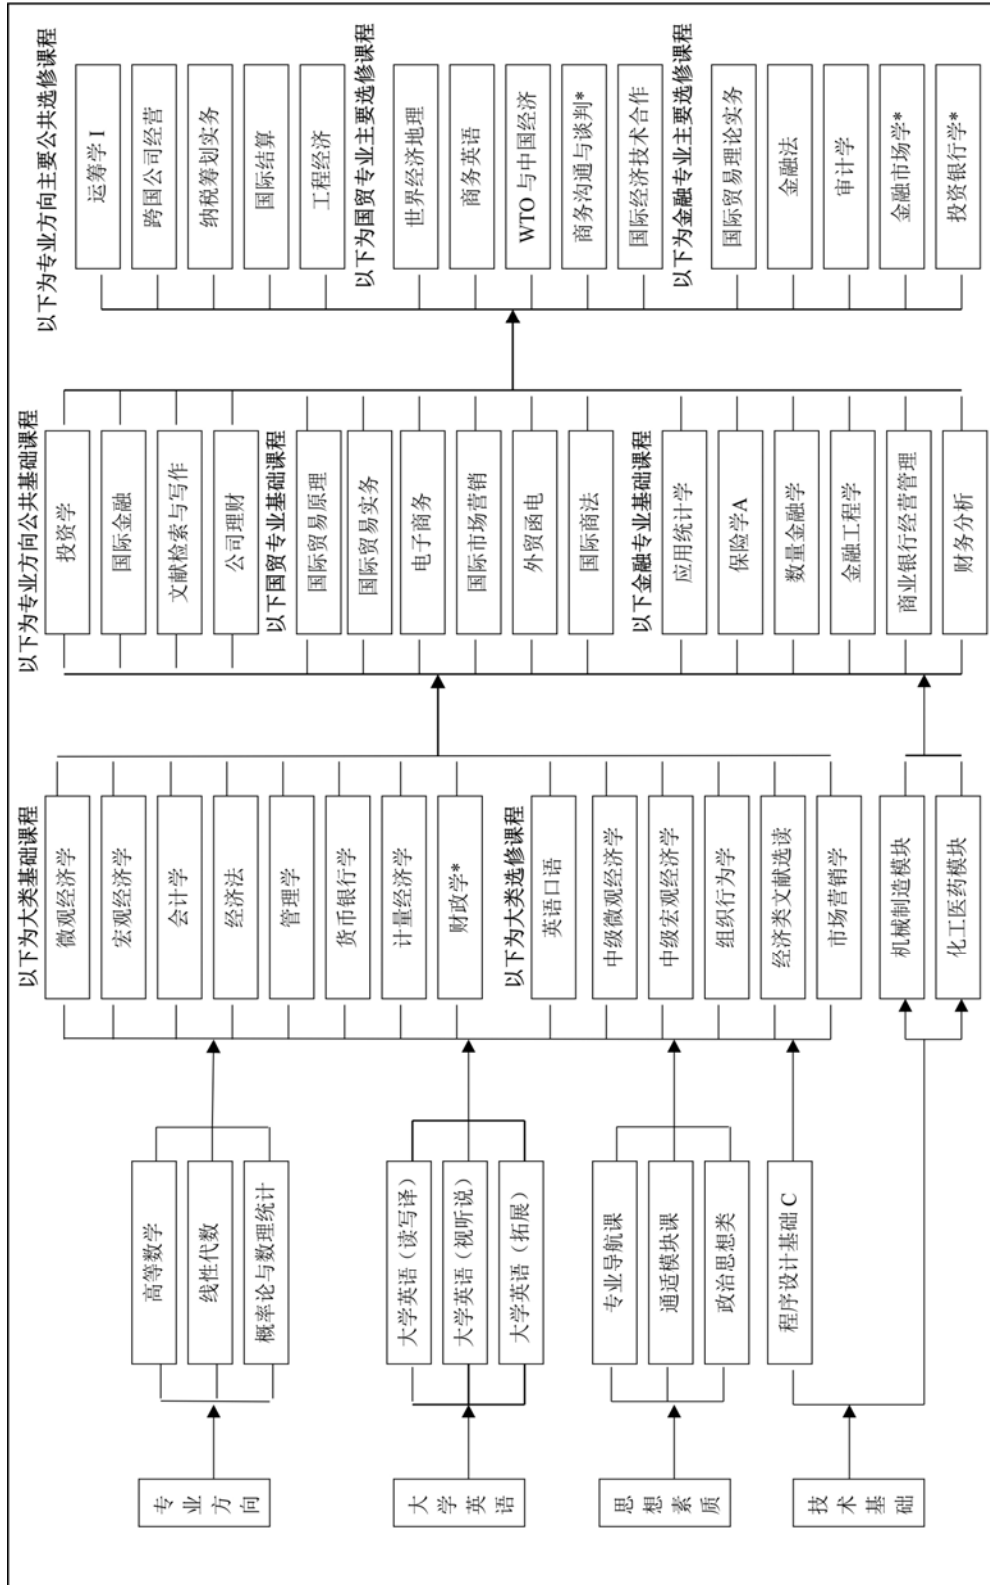 专业方向
大学英语
思想素质
技术基础
高等数学
线性代数
概率论与数理统计
大学英语（读写译）
大学英语（视听说）
大学英语（拓展）
专业导航课
通适模块课
政治思想类
程序设计基础 C
以下为大类基础课程
微观经济学
宏观经济学
会计学
经济法
管理学
货币银行学
计量经济学
财政学*
以下为大类选修课程
英语口语
中级微观经济学
中级宏观经济学
组织行为学
经济类文献选读
市场营销学
机械制造模块
化工医药模块
以下为专业方向公共基础课程
投资学
国际金融
文献检索与写作
公司理财
以下国贸专业基础课程
国际贸易原理
国际贸易实务
电子商务
国际市场营销
外贸函电
国际商法
以下金融专业基础课程
应用统计学
保险学A
数量金融学
金融工程学
商业银行经营管理
财务分析
以下为专业方向主要公共选修课程
运筹学 I
跨国公司经营
纳税筹划实务
国际结算
工程经济
以下为国贸专业主要选修课程
世界经济地理
商务英语
WTO 与中国经济
商务沟通与谈判*
国际经济技术合作
以下为金融专业主要选修课程
国际贸易理论实务
金融法
审计学
金融市场学*
投资银行学*